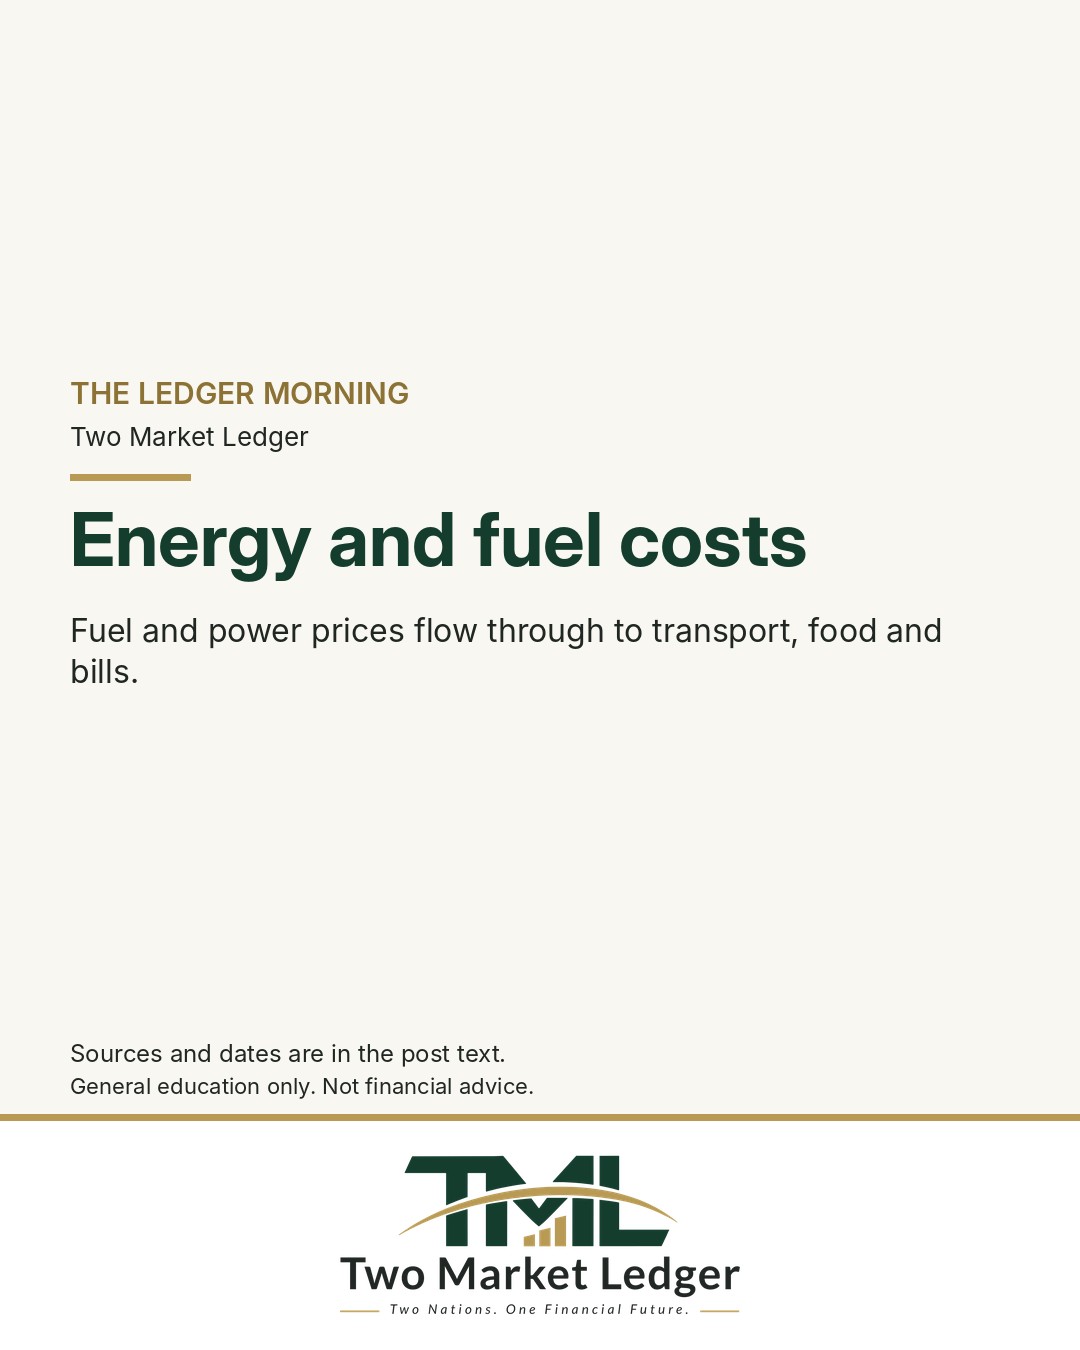 THE LEDGER MORNING
Two Market Ledger
Energy and fuel costs
Fuel and power prices flow through to transport, food and
bills.
Sources and dates are in the post text.
General education only. Not financial advice.
TML
Two Market Ledger
Two Nations. One Financial Future.